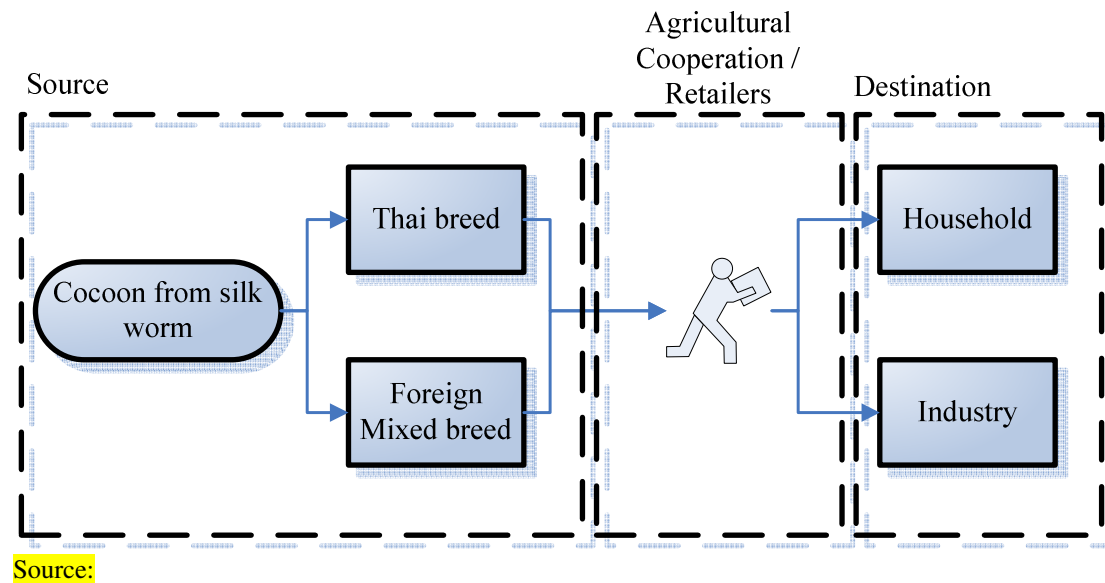 Source
Agricultural
Cooperation /
Retailers
Destination
Cocoon from silk
worm
Thai breed
Foreign
Mixed breed
Household
Industry
Source: